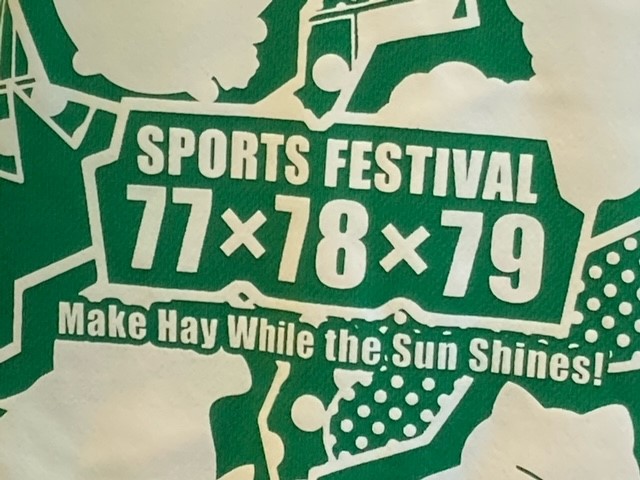 SPORTS FESTIVAL
77×78×79
Make Hay While the Sun Shines!